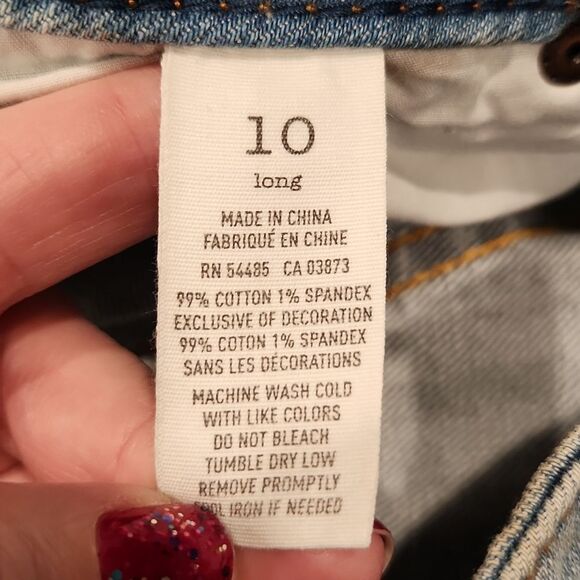 10
long
MADE IN CHINA
FABRIQUÉ EN CHINE
RN 54485 CA 03873
99% COTTON 1% SPANDEX
EXCLUSIVE OF DECORATION
99% COTON 1% SPANDEX
SANS LES DÉCORATIONS
MACHINE WASH COLD
WITH LIKE COLORS
DO NOT BLEACH
TUMBLE DRY LOW
REMOVE PROMPTLY
COOL IRON IF NEEDED